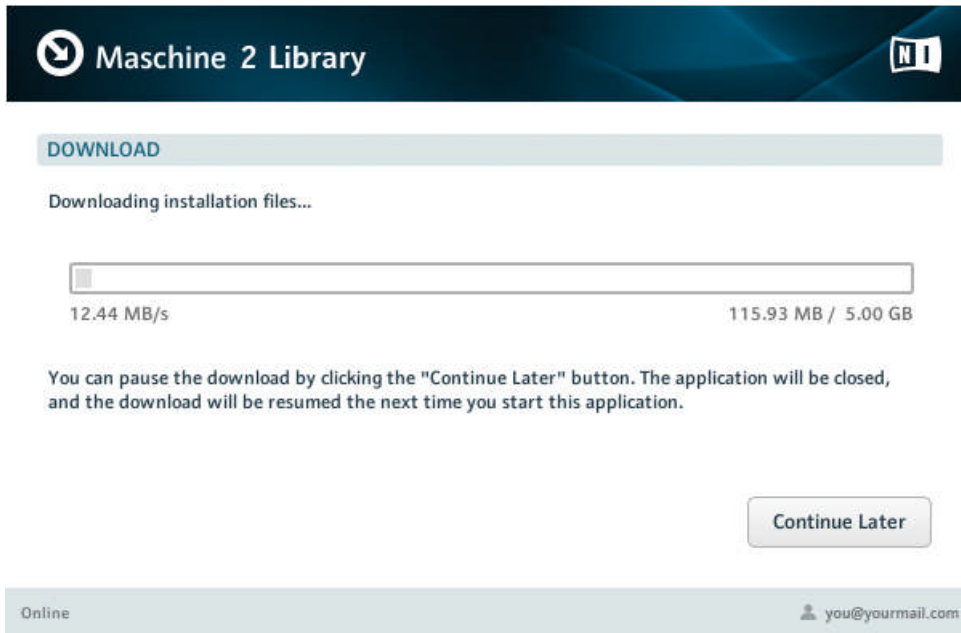 Maschine 2 Library
NI
DOWNLOAD
Downloading installation files...
12.44 MB/s
115.93 MB / 5.00 GB
You can pause the download by clicking the "Continue Later" button. The application will be closed,
and the download will be resumed the next time you start this application.
Continue Later
Online
you@yourmail.com